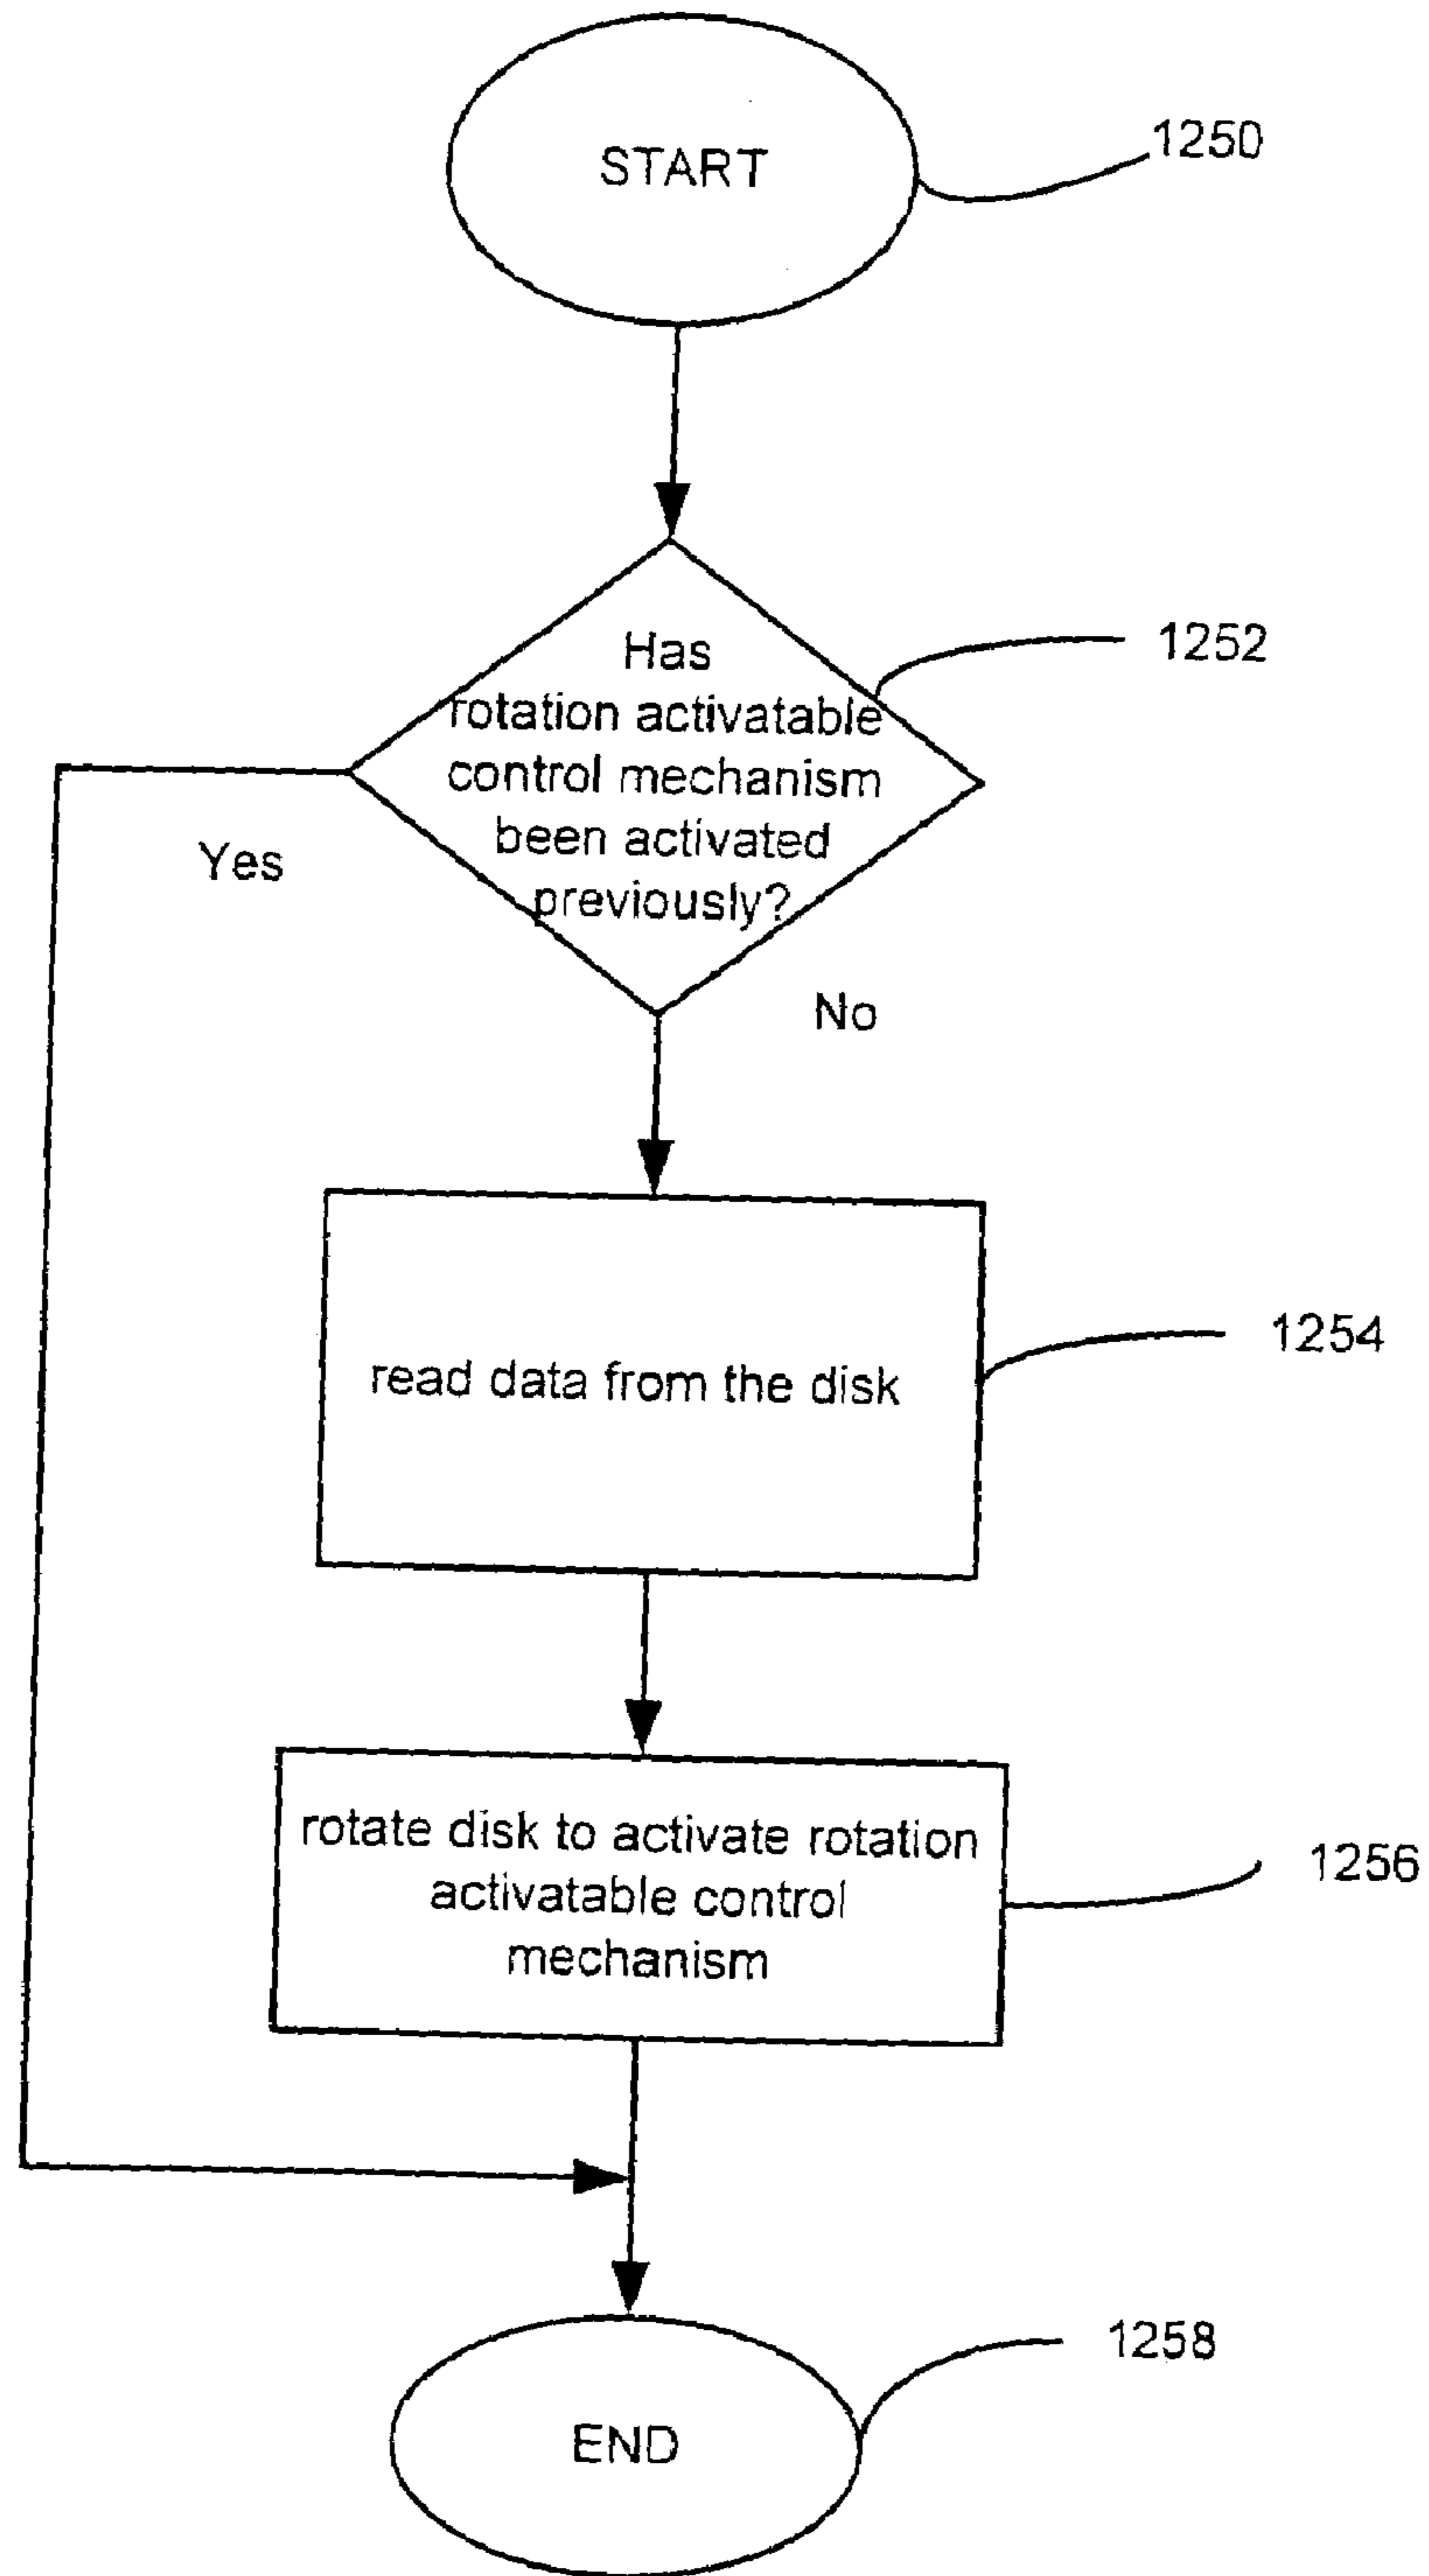 START
1250
Has
rotation activatable
control mechanism
been activated
previously?
1252
Yes
No
read data from the disk
1254
rotate disk to activate rotation
activatable control
mechanism
1256
END
1258